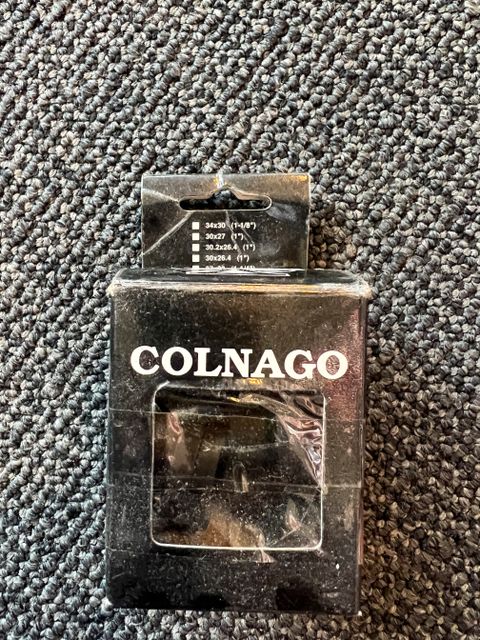 34x30 (1-1/8")
30x27 (1")
30.2x26.4 (1")
30x26.4 (1")
COLNAGO